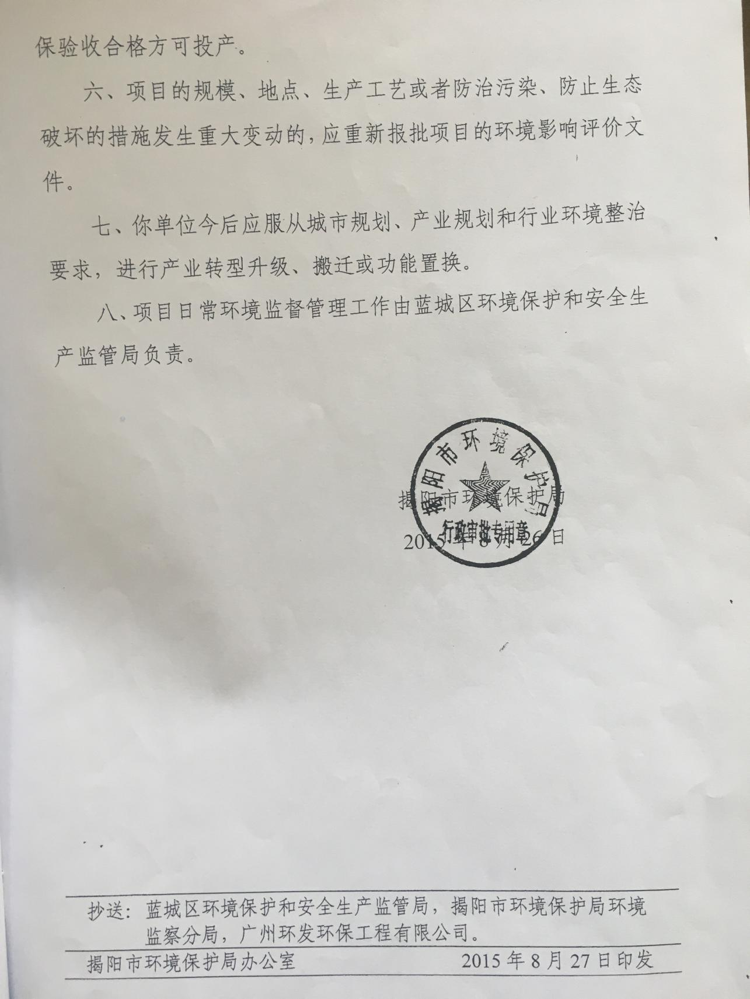 保验收合格方可投产。
六、项目的规模、地点、生产工艺或者防治污染、防止生态
破坏的措施发生重大变动的，应重新报批项目的环境影响评价文
件。
七、你单位今后应服从城市规划、产业规划和行业环境整治
要求，进行产业转型升级、搬迁或功能置换。
八、项目日常环境监督管理工作由蓝城区环境保护和安全生
产监管局负责。
揭阳市环境保护局
行政审批专用章
揭阳市环境保护局
2015年8月26日
抄送：蓝城区环境保护和安全生产监管局，揭阳市环境保护局环境
监察分局，广州环发环保工程有限公司。
揭阳市环境保护局办公室 2015年8月27日印发